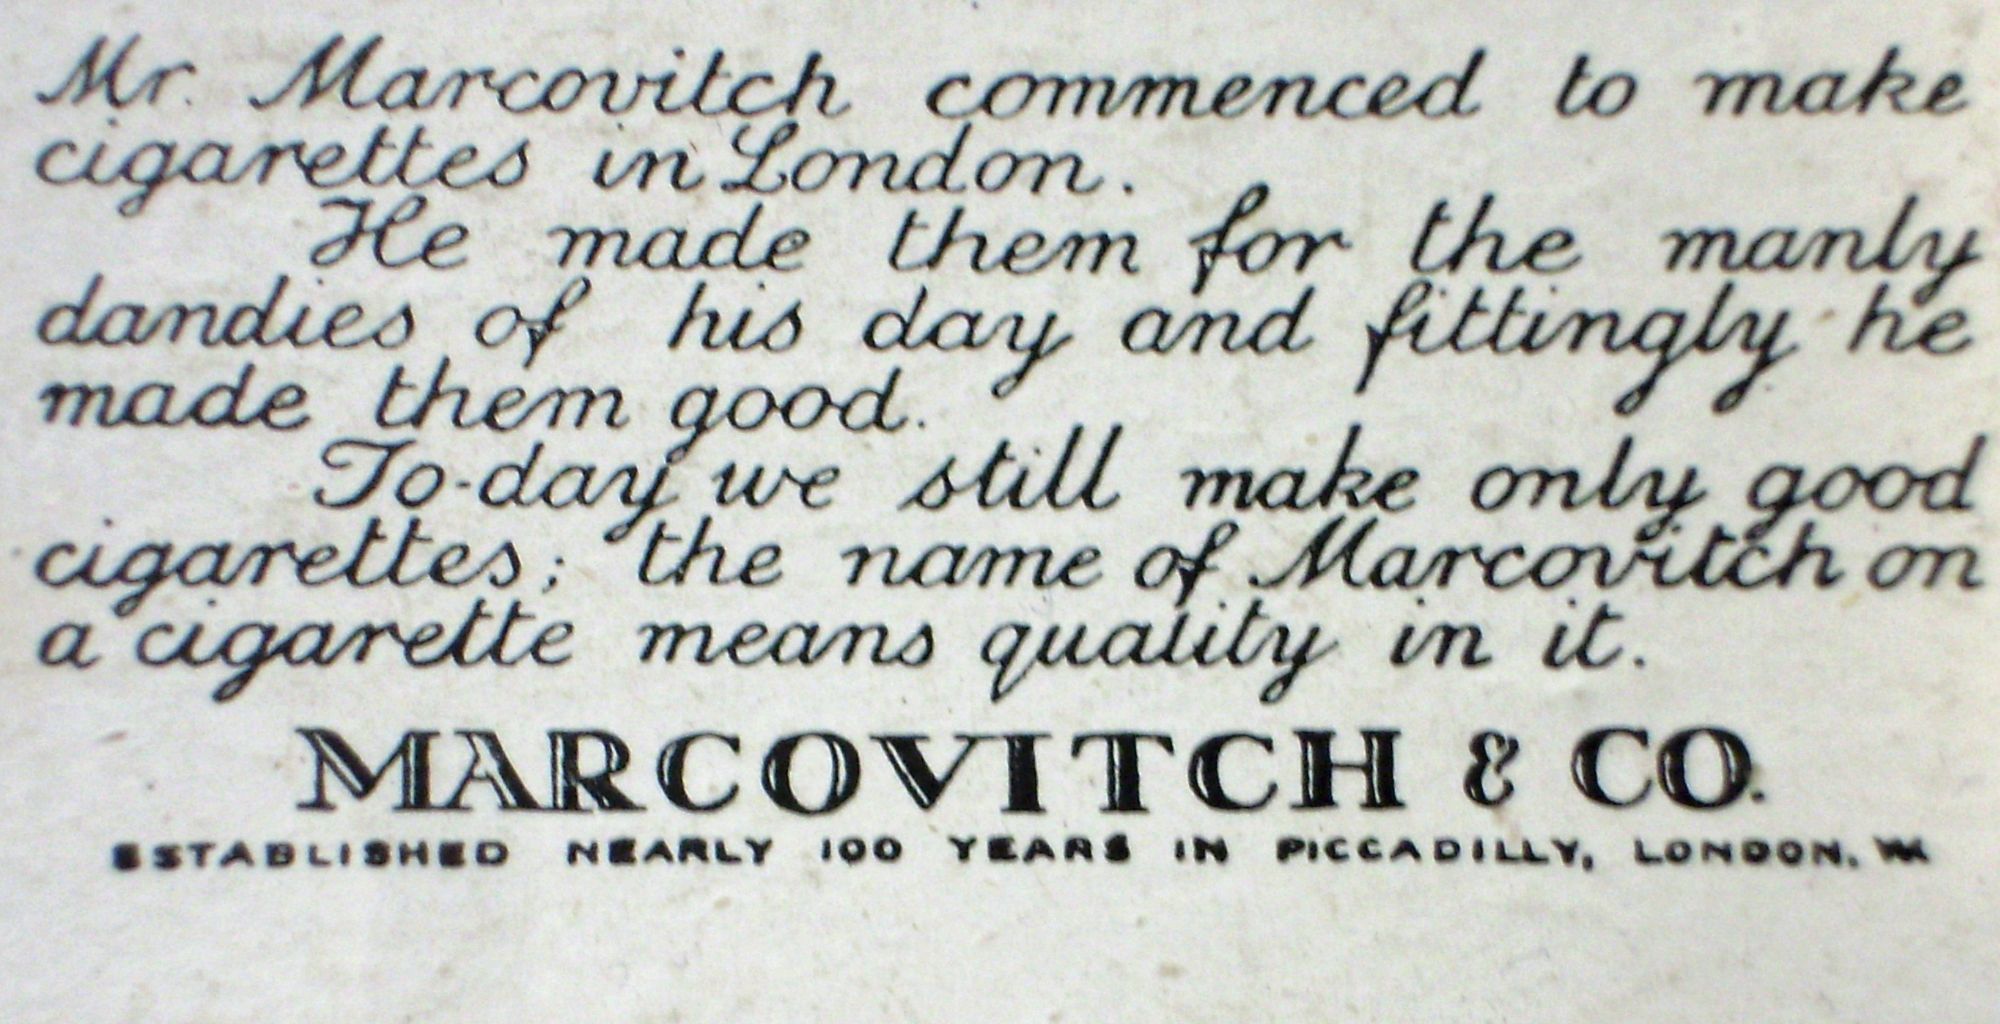 Mr. Marcovitch commenced to make
cigarettes in London.
He made them for the manly
dandies of his day and fittingly he
made them good.
To-day we still make only good
cigarettes; the name of Marcovitch on
a cigarette means quality in it.
MARCOVITCH & CO.
ESTABLISHED NEARLY 100 YEARS IN PICCADILLY, LONDON.